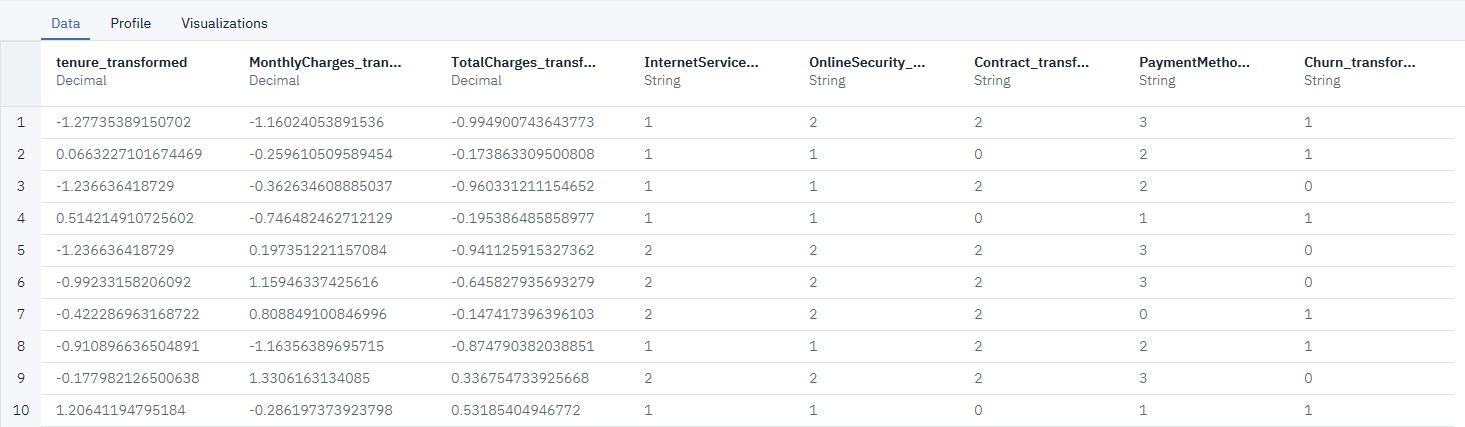 Data Profile Visualizations
tenure_transformed MonthlyCharges_tran... TotalCharges_transf... InternetService... OnlineSecurity_... Contract_transf... PaymentMetho... Churn_transfor...
Decimal Decimal Decimal String String String String String
1 -1.27735389150702 -1.16024053891536 -0.994900743643773 1 2 2 3 1
2 0.0663227101674469 -0.259610509589454 -0.173863309500808 1 1 0 2 1
3 -1.236636418729 -0.362634608885037 -0.960331211154652 1 1 2 2 0
4 0.514214910725602 -0.746482462712129 -0.195386485858977 1 1 0 1 1
5 -1.236636418729 0.197351221157084 -0.941125915327362 2 2 2 3 0
6 -0.99233158206092 1.15946337425616 -0.645827935693279 2 2 2 3 0
7 -0.422286963168722 0.808849100846996 -0.147417396396103 2 2 2 0 1
8 -0.910896636504891 -1.16356389695715 -0.874790382038851 1 1 2 2 1
9 -0.177982126500638 1.3306163134085 0.336754733925668 2 2 2 3 0
10 1.20641194795184 -0.286197373923798 0.53185404946772 1 1 0 1 1